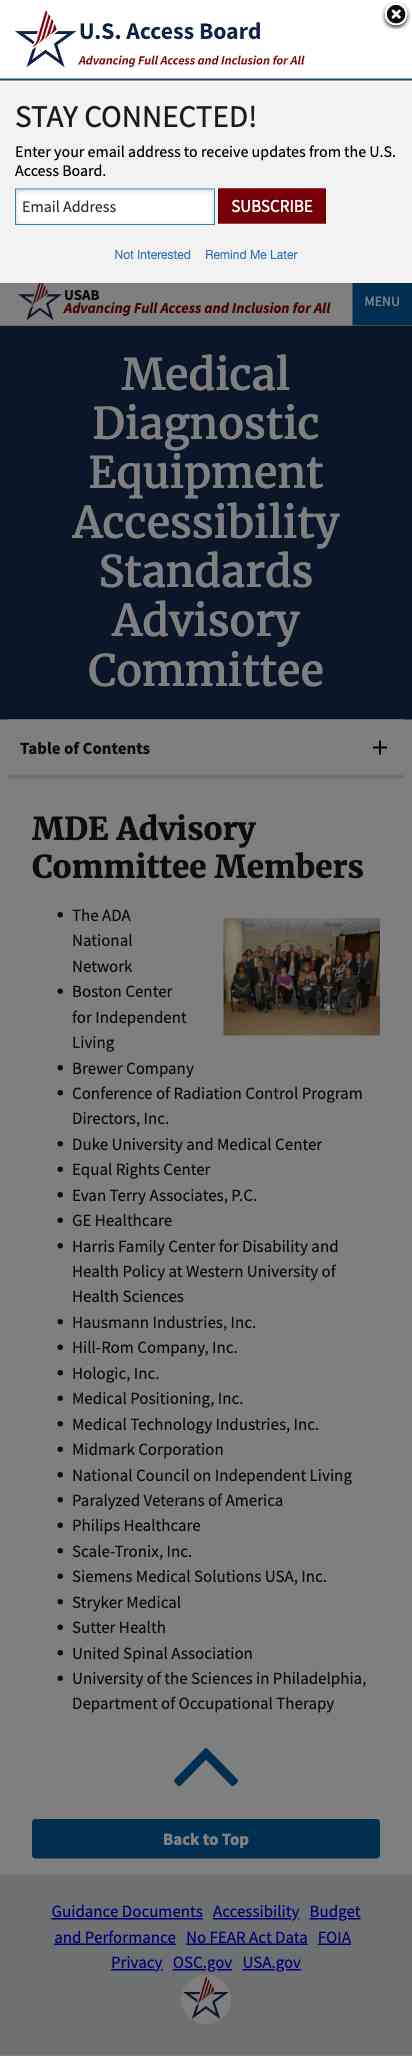 U.S. Access Board
Advancing Full Access and Inclusion for All
STAY CONNECTED!
Enter your email address to receive updates from the U.S.
Access Board.
Email Address
SUBSCRIBE
Not Interested Remind Me Later
USAB
Advancing Full Access and Inclusion for All
MENU
Medical
Diagnostic
Equipment
Accessibility
Standards
Advisory
Committee
Table of Contents
MDE Advisory
Committee Members
• The ADA
National
Network
• Boston Center
for Independent
Living
• Brewer Company
• Conference of Radiation Control Program
Directors, Inc.
• Duke University and Medical Center
• Equal Rights Center
• Evan Terry Associates, P.C.
• GE Healthcare
• Harris Family Center for Disability and
Health Policy at Western University of
Health Sciences
• Hausmann Industries, Inc.
• Hill-Rom Company, Inc.
• Hologic, Inc.
• Medical Positioning, Inc.
• Medical Technology Industries, Inc.
• Midmark Corporation
• National Council on Independent Living
• Paralyzed Veterans of America
• Philips Healthcare
• Scale-Tronix, Inc.
• Siemens Medical Solutions USA, Inc.
• Stryker Medical
• Sutter Health
• United Spinal Association
• University of the Sciences in Philadelphia,
Department of Occupational Therapy
Back to Top
Guidance Documents Accessibility Budget
and Performance No FEAR Act Data FOIA
Privacy OSC.gov USA.gov